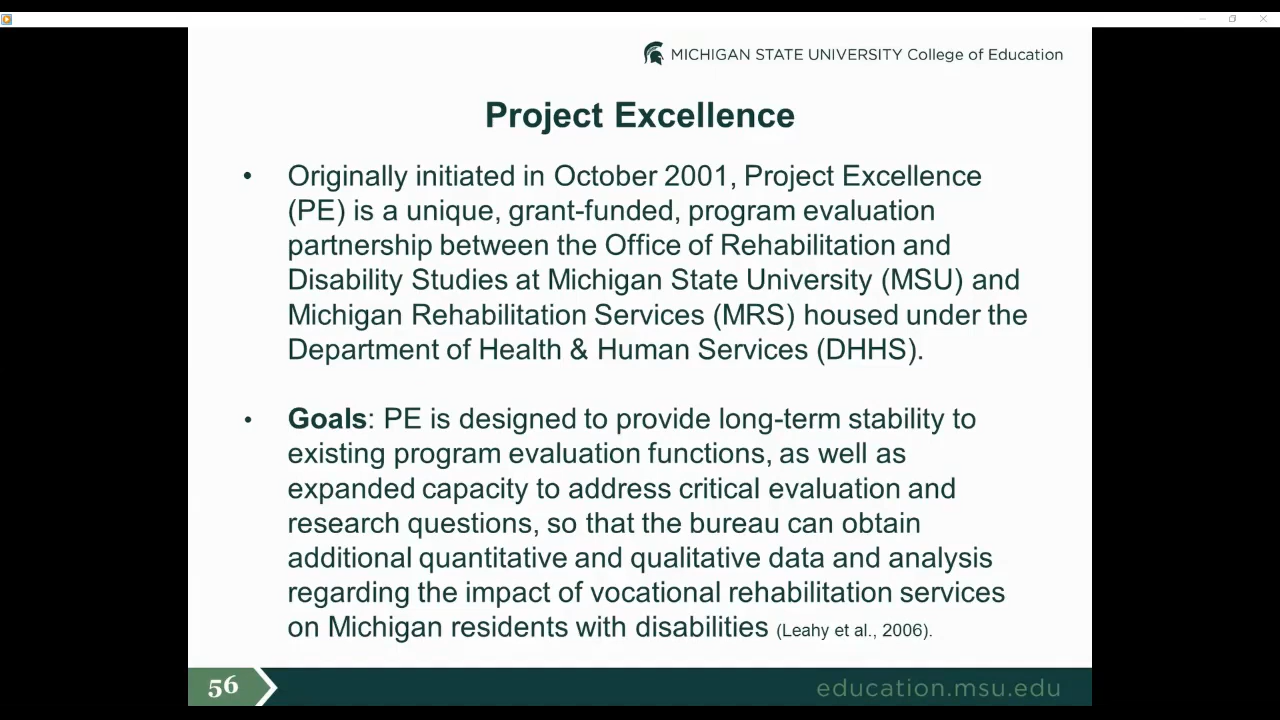 MICHIGAN STATE UNIVERSITY College of Education
Project Excellence
• Originally initiated in October 2001, Project Excellence
(PE) is a unique, grant-funded, program evaluation
partnership between the Office of Rehabilitation and
Disability Studies at Michigan State University (MSU) and
Michigan Rehabilitation Services (MRS) housed under the
Department of Health & Human Services (DHHS).
• Goals: PE is designed to provide long-term stability to
existing program evaluation functions, as well as
expanded capacity to address critical evaluation and
research questions, so that the bureau can obtain
additional quantitative and qualitative data and analysis
regarding the impact of vocational rehabilitation services
on Michigan residents with disabilities (Leahy et al., 2006).
56
education.msu.edu